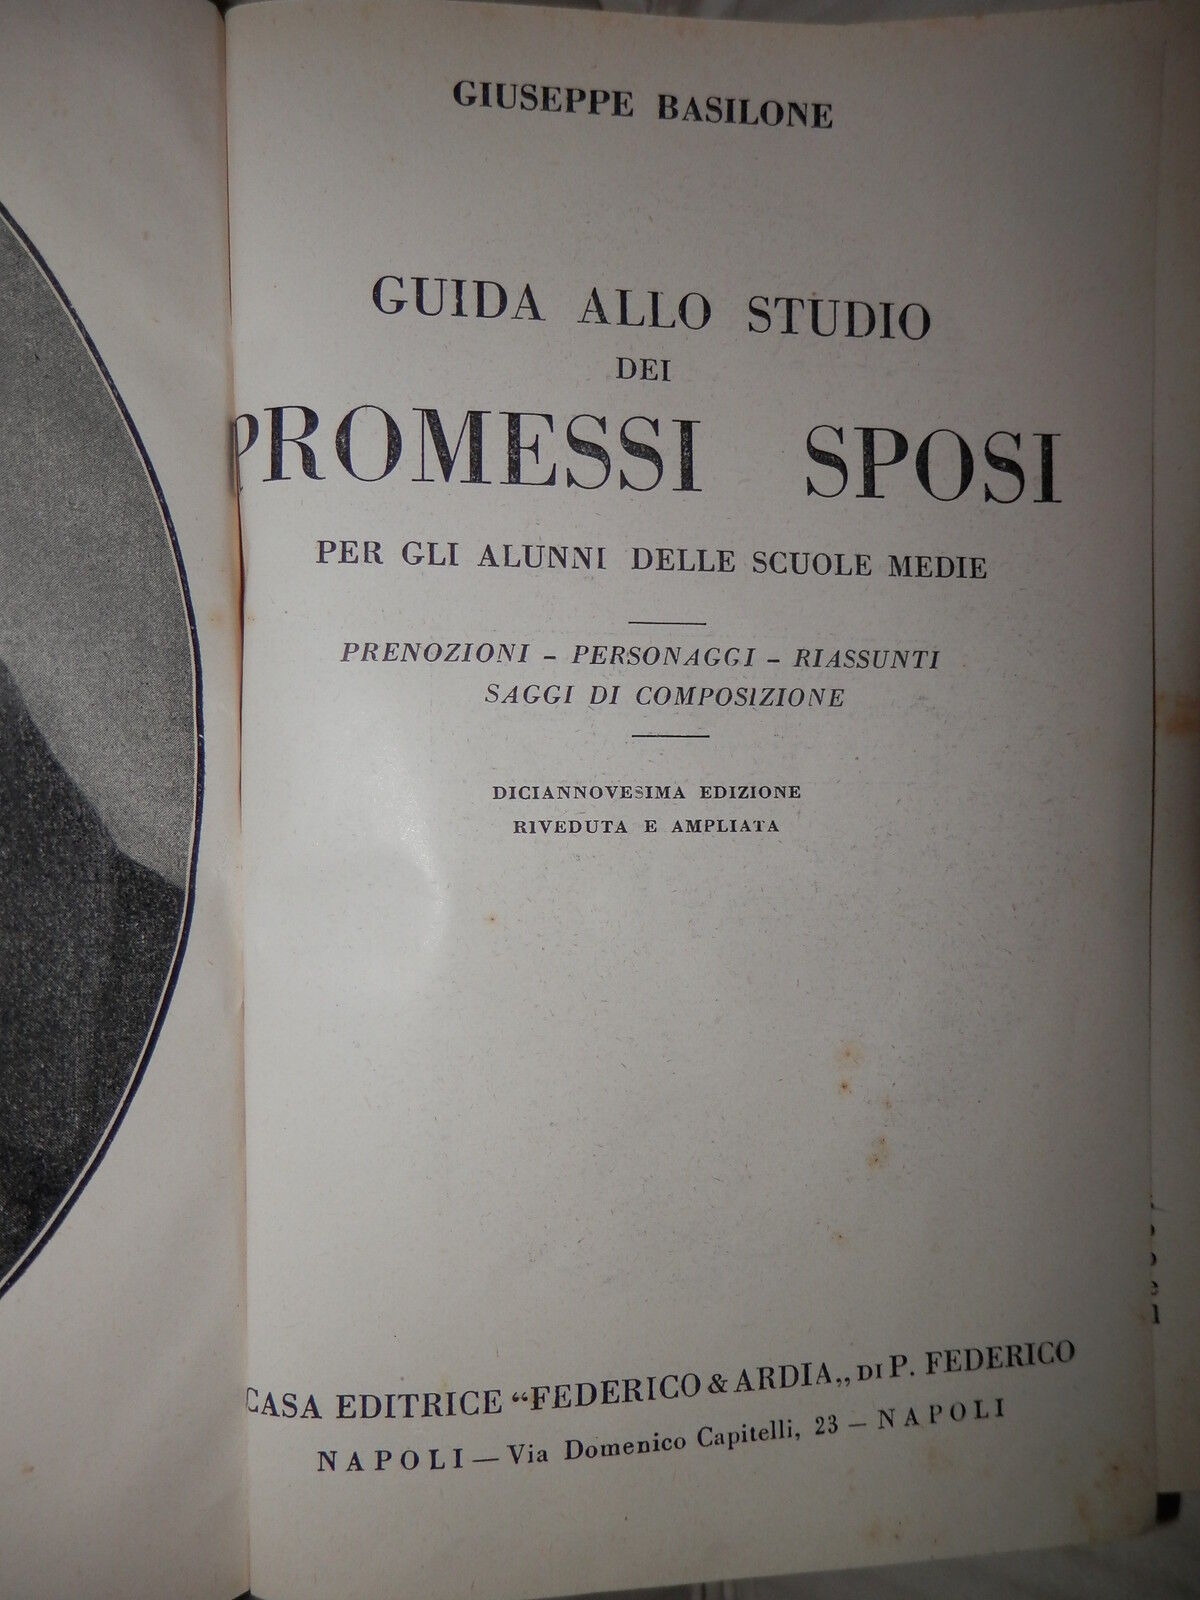 GIUSEPPE BASILONE
GUIDA ALLO STUDIO
DEI
PROMESSI SPOSI
PER GLI ALUNNI DELLE SCUOLE MEDIE
PRENOZIONI - PERSONAGGI - RIASSUNTI
SAGGI DI COMPOSIZIONE
DICIANNOVESIMA EDIZIONE
RIVEDUTA E AMPLIATA
CASA EDITRICE “FEDERICO & ARDIA„ DI P. FEDERICO
NAPOLI — Via Domenico Capitelli, 23 — NAPOLI